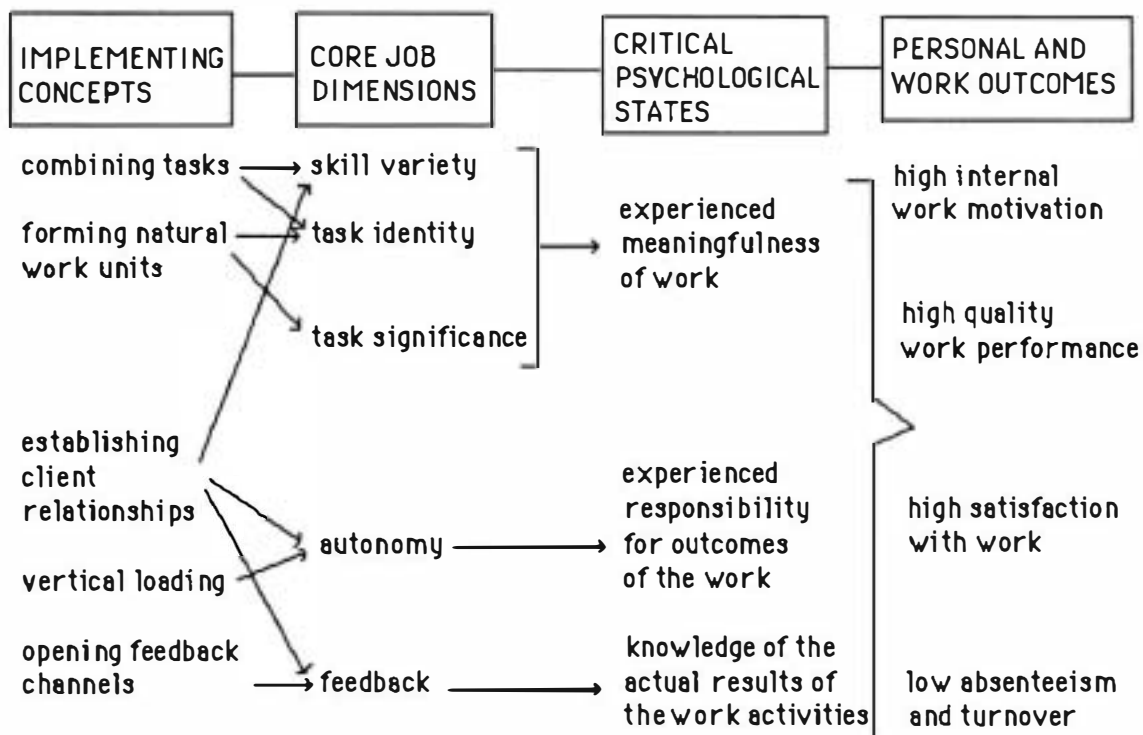 IMPLEMENTING
CONCEPTS
CORE JOB
DIMENSIONS
CRITICAL
PSYCHOLOGICAL
STATES
PERSONAL AND
WORK OUTCOMES
combining tasks
forming natural
work units
establishing
client
relationships
vertical loading
opening feedback
channels
skill variety
task identity
task significance
autonomy
feedback
experienced
meaningfulness
of work
experienced
responsibility
for outcomes
of the work
knowledge of the
actual results of
the work activities
high internal
work motivation
high quality
work performance
high satisfaction
with work
low absenteeism
and turnover